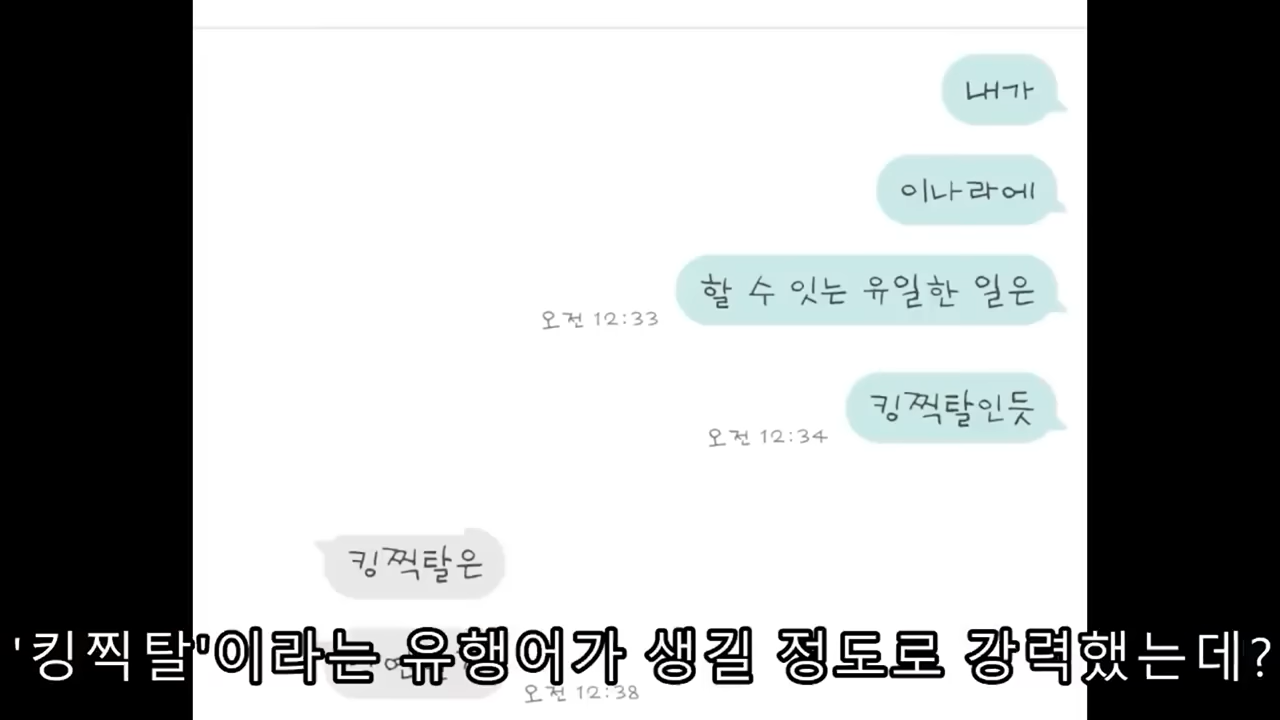 내가
이나라에
할 수 잇는 유일한 일은
오전 12:33
킹찍탈인듯
오전 12:34
킹찍탈은
'킹찍탈'이라는 유행어가 생길 정도로 강력했는데?
오전 12:38